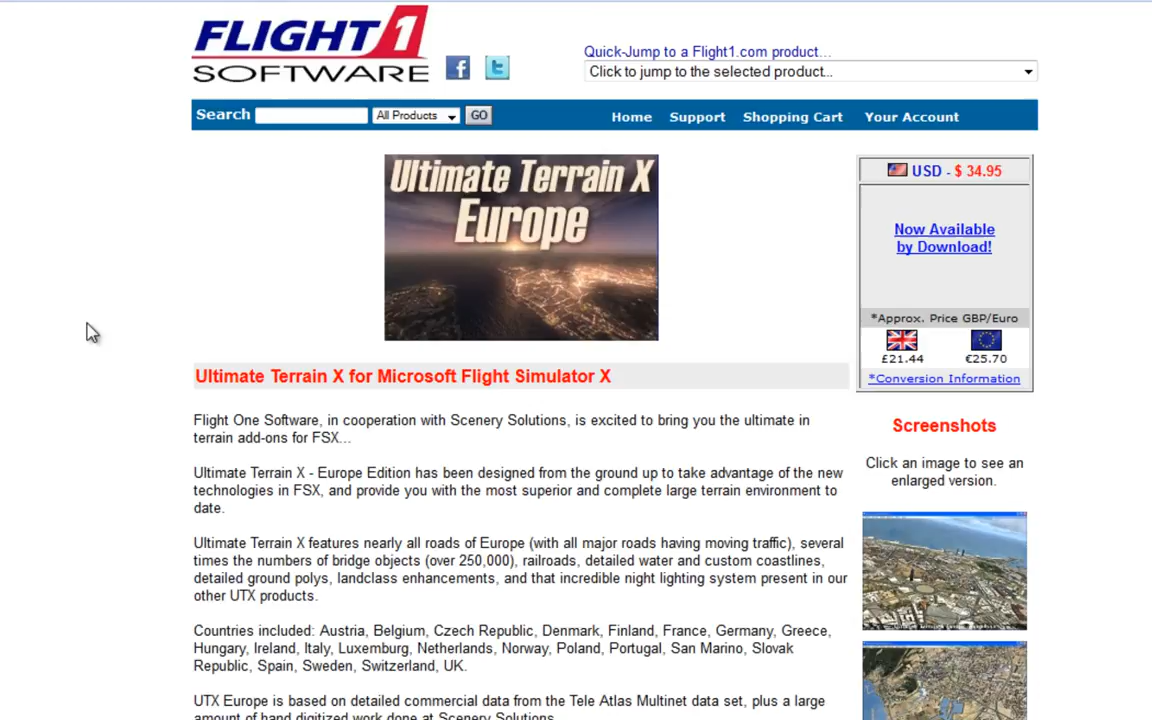 FLIGHT1
SOFTWARE
Quick-Jump to a Flight1.com product...
Click to jump to the selected product...
Search
All Products
GO
Home
Support
Shopping Cart
Your Account
Ultimate Terrain X
Europe
USD - $ 34.95
Now Available
by Download!
*Approx. Price GBP/Euro
£21.44
€25.70
*Conversion Information
Ultimate Terrain X for Microsoft Flight Simulator X
Flight One Software, in cooperation with Scenery Solutions, is excited to bring you the ultimate in
terrain add-ons for FSX...
Ultimate Terrain X - Europe Edition has been designed from the ground up to take advantage of the new
technologies in FSX, and provide you with the most superior and complete large terrain environment to
date.
Ultimate Terrain X features nearly all roads of Europe (with all major roads having moving traffic), several
times the numbers of bridge objects (over 250,000), railroads, detailed water and custom coastlines,
detailed ground polys, landclass enhancements, and that incredible night lighting system present in our
other UTX products.
Countries included: Austria, Belgium, Czech Republic, Denmark, Finland, France, Germany, Greece,
Hungary, Ireland, Italy, Luxemburg, Netherlands, Norway, Poland, Portugal, San Marino, Slovak
Republic, Spain, Sweden, Switzerland, UK.
UTX Europe is based on detailed commercial data from the Tele Atlas Multinet data set, plus a large
amount of hand digitized work done at Scenery Solutions.
Screenshots
Click an image to see an
enlarged version.